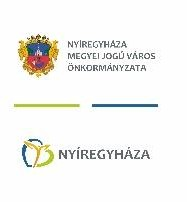 NYÍREGYHÁZA
MEGYEI JOGÚ VÁROS
ÖNKORMÁNYZATA
NYÍREGYHÁZA